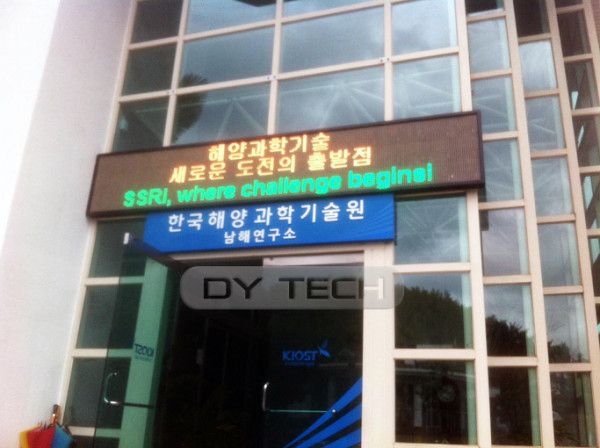 해양과학기술
새로운 도전의 출발점
SSRI, where challenge begins!
한국해양과학기술원
남해연구소
DY TECH
KIOST
KIOST